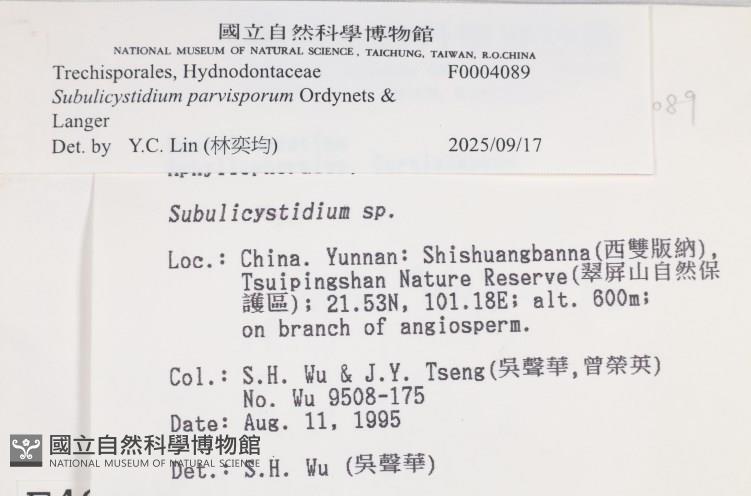 國立自然科學博物館
NATIONAL MUSEUM OF NATURAL SCIENCE, TAICHUNG, TAIWAN, R.O.CHINA
Trechisporales, Hydnodontaceae F0004089
Subulicystidium parvisporum Ordynets &
Langer
Det. by Y.C. Lin (林奕均) 2025/09/17
089
Subulicystidium sp.
Loc.: China. Yunnan: Shishuangbanna(西雙版納),
Tsuipingshan Nature Reserve(翠屏山自然保
護區); 21.53N, 101.18E; alt. 600m;
on branch of angiosperm.
Col.: S.H. Wu & J.Y. Tseng(吳聲華,曾榮英)
No. Wu 9508-175
Date: Aug. 11, 1995
國立自然科學博物館
NATIONAL MUSEUM OF NATURAL SCIENCE
Det.: S.H. Wu (吳聲華)